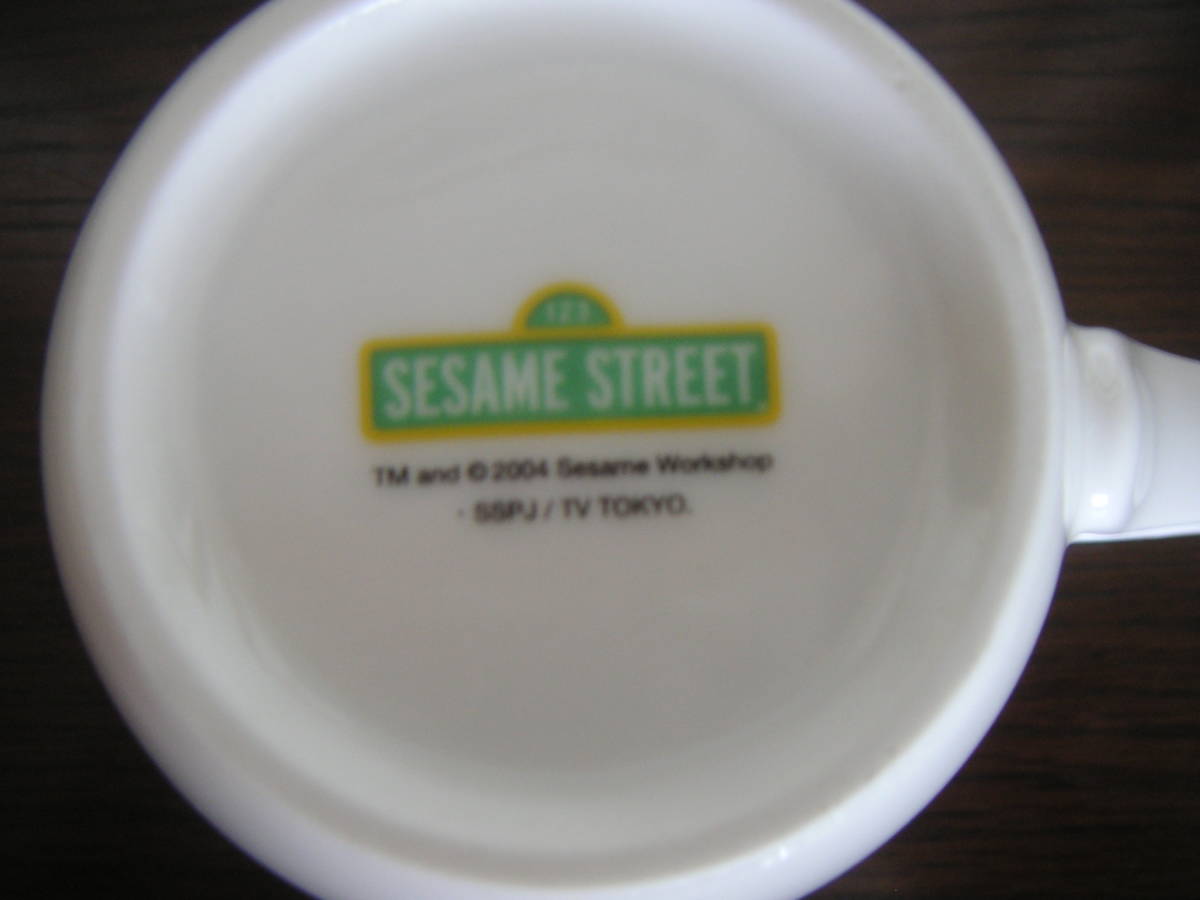 123
SESAME STREET
TM and © 2004 Sesame Workshop
· SSPJ / TV TOKYO.